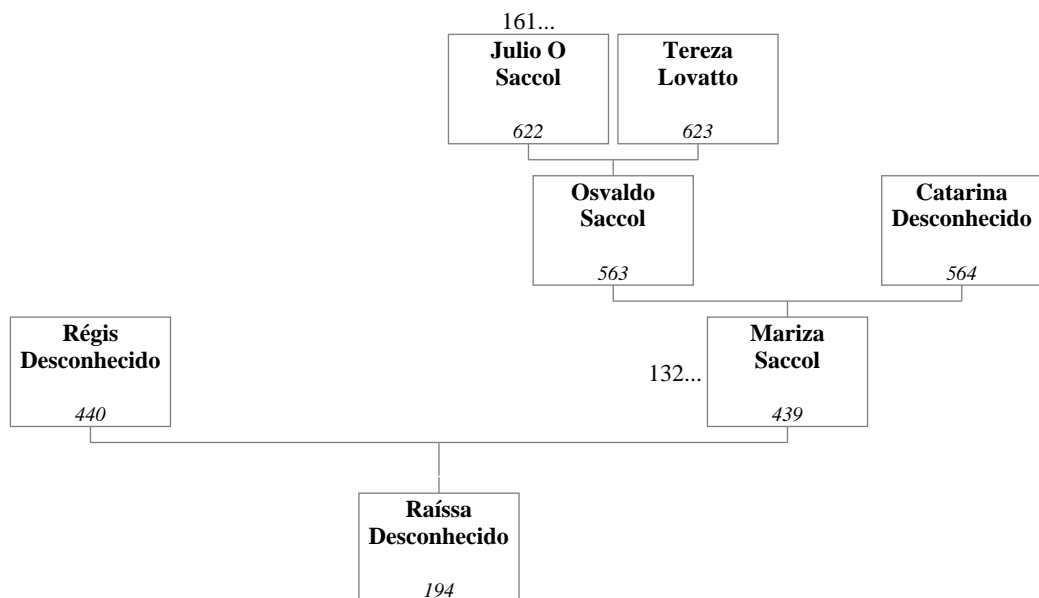 161...
Julio O
Saccol
622
Tereza
Lovatto
623
Osvaldo
Saccol
563
Catarina
Desconhecido
564
Régis
Desconhecido
440
132...
Mariza
Saccol
439
Raíssa
Desconhecido
194